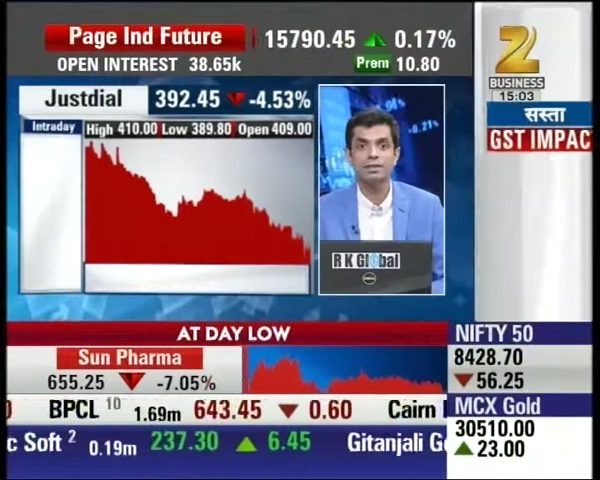 Page Ind Future 15790.45 0.17%
OPEN INTEREST 38.65k Prem 10.80
Z
BUSINESS
15:03
सस्ता
GST IMPAC
Justdial 392.45 -4.53%
Intraday High 410.00 Low 389.80 Open 409.00
R K Global
DELL
AT DAY LOW
Sun Pharma
655.25 -7.05%
NIFTY 50
8428.70
56.25
BPCL 10 1.69m 643.45 0.60 Cairn
MCX Gold
30510.00
23.00
c Soft 2 0.19m 237.30 6.45 Gitanjali Ge